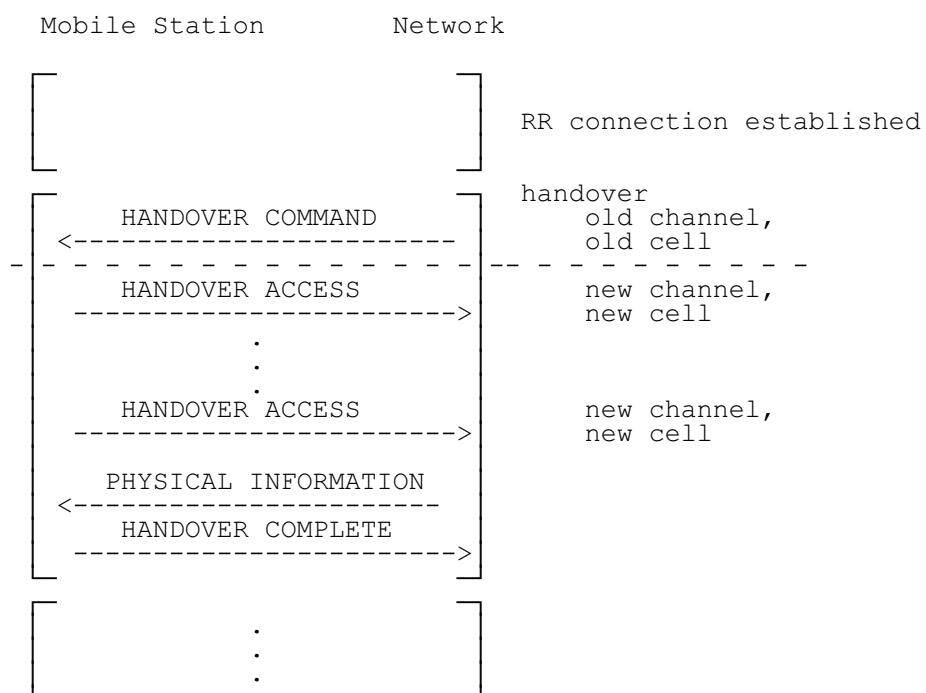 Mobile Station Network
RR connection established
handover
HANDOVER COMMAND old channel,
old cell
HANDOVER ACCESS new channel,
new cell
.
.
.
HANDOVER ACCESS new channel,
new cell
PHYSICAL INFORMATION
HANDOVER COMPLETE
.
.
.